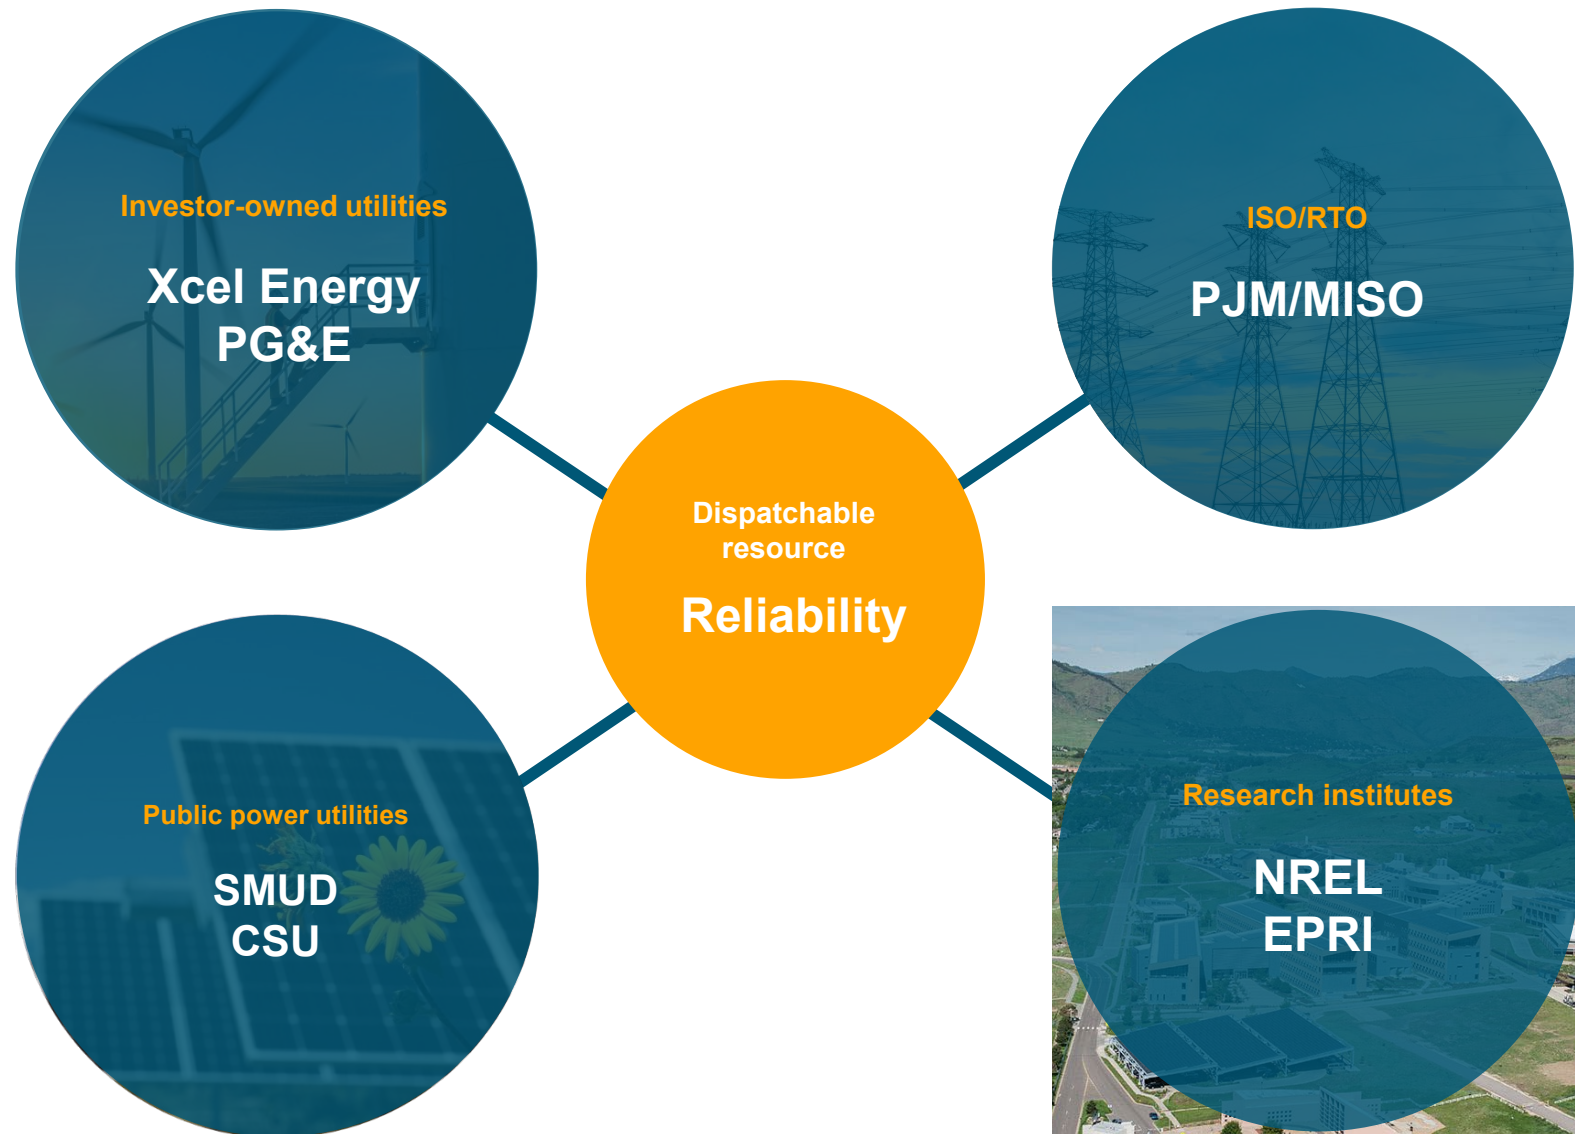 Investor-owned utilities
Xcel Energy
PG&E
ISO/RTO
PJM/MISO
Dispatchable
resource
Reliability
Public power utilities
SMUD
CSU
Research institutes
NREL
EPRI